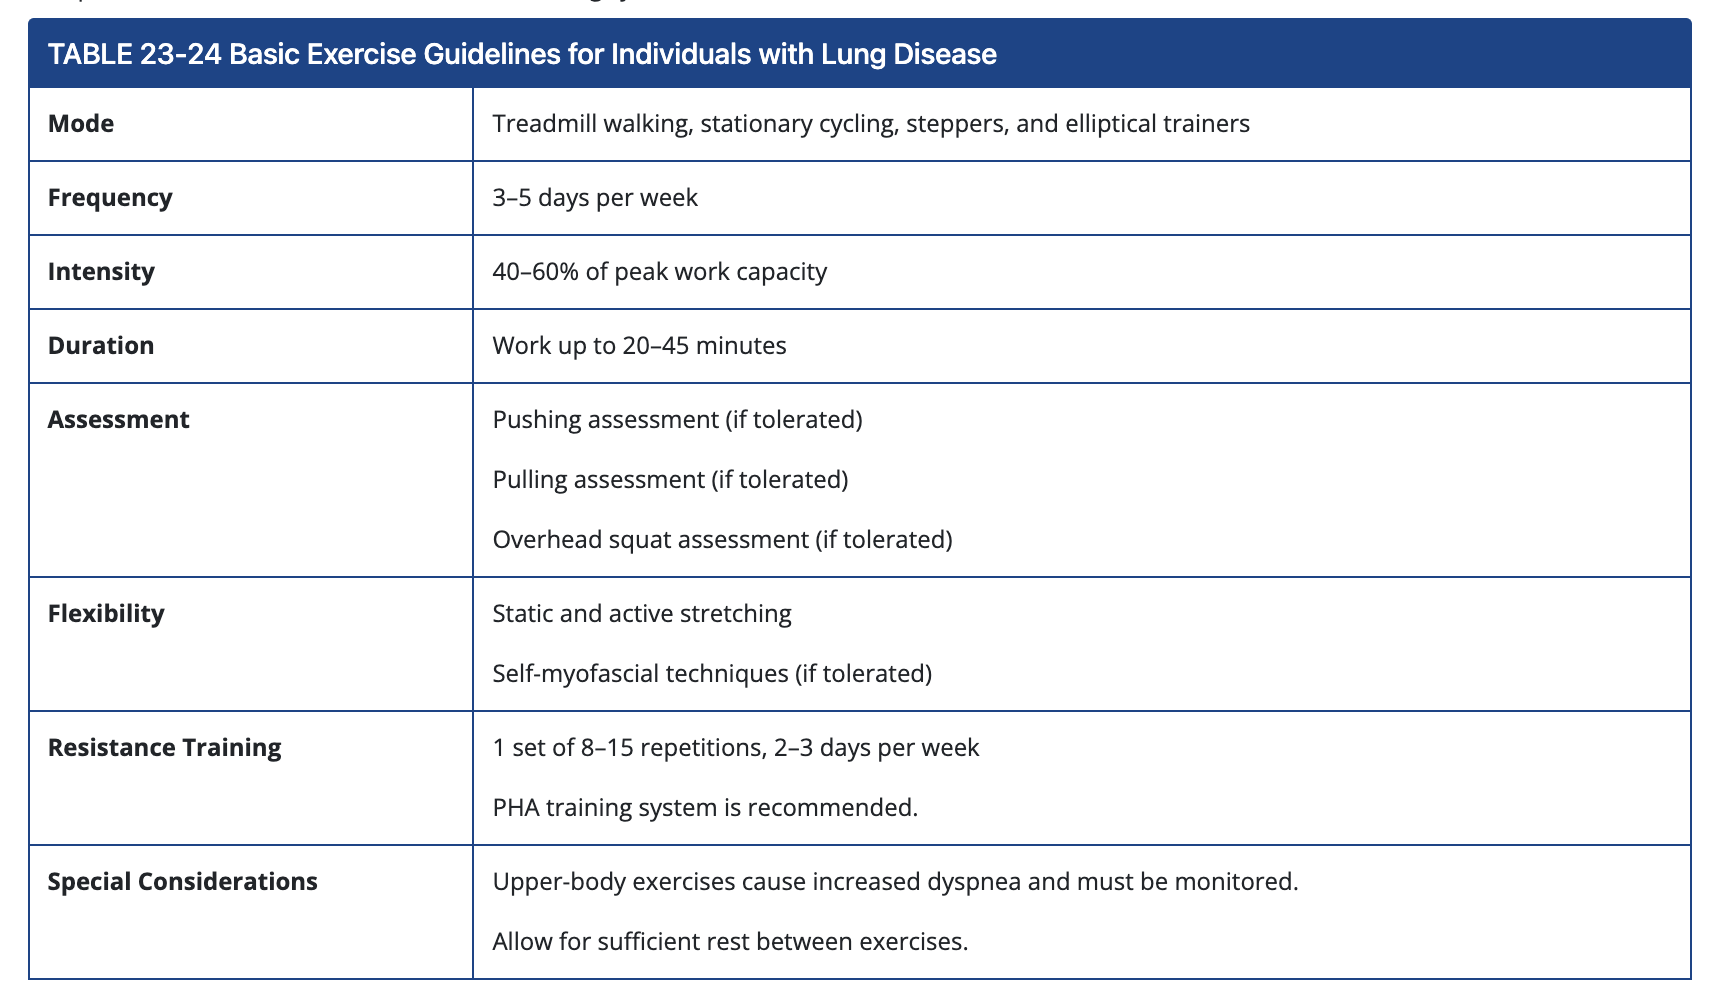 TABLE 23-24 Basic Exercise Guidelines for Individuals with Lung Disease
Mode
Treadmill walking, stationary cycling, steppers, and elliptical trainers
Frequency
3–5 days per week
Intensity
40–60% of peak work capacity
Duration
Work up to 20–45 minutes
Assessment
Pushing assessment (if tolerated)
Pulling assessment (if tolerated)
Overhead squat assessment (if tolerated)
Flexibility
Static and active stretching
Self-myofascial techniques (if tolerated)
Resistance Training
1 set of 8–15 repetitions, 2–3 days per week
PHA training system is recommended.
Special Considerations
Upper-body exercises cause increased dyspnea and must be monitored.
Allow for sufficient rest between exercises.